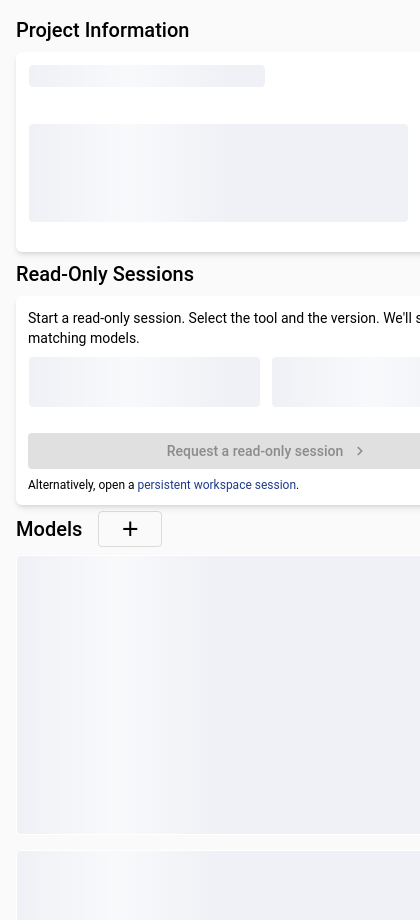 Project Information
Read-Only Sessions
Start a read-only session. Select the tool and the version. We'll
matching models.
Request a read-only session
Alternatively, open a persistent workspace session.
Models